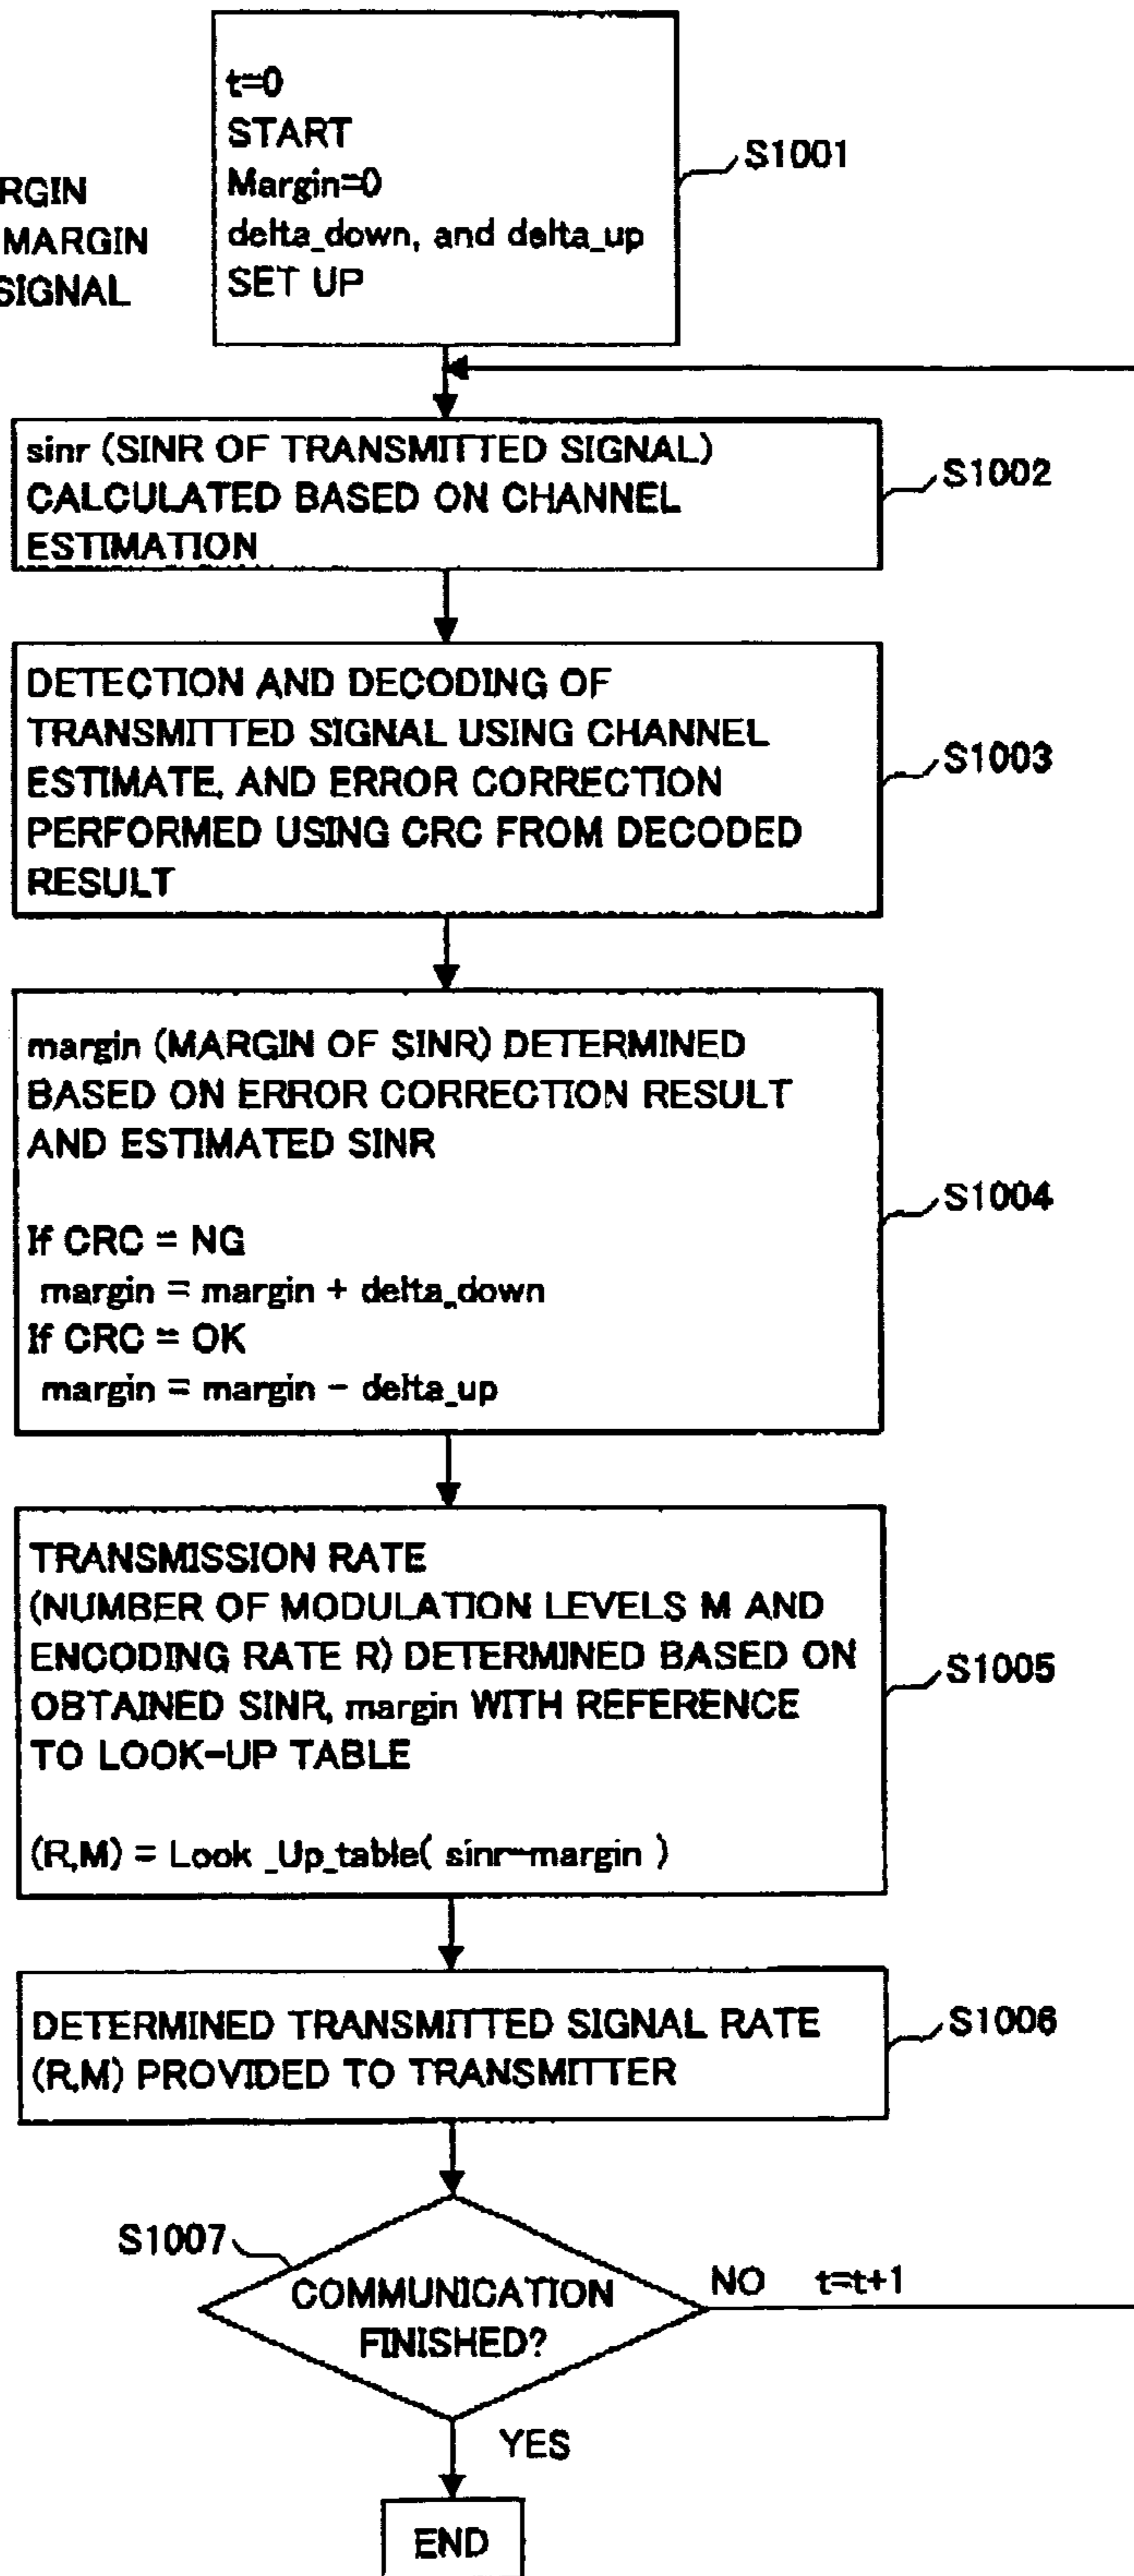 t=0
START
Margin=0
delta_down, and delta_up
SET UP
S1001
RGIN
MARGIN
SIGNAL
sinr (SINR OF TRANSMITTED SIGNAL)
CALCULATED BASED ON CHANNEL
ESTIMATION
S1002
DETECTION AND DECODING OF
TRANSMITTED SIGNAL USING CHANNEL
ESTIMATE, AND ERROR CORRECTION
PERFORMED USING CRC FROM DECODED
RESULT
S1003
margin (MARGIN OF SINR) DETERMINED
BASED ON ERROR CORRECTION RESULT
AND ESTIMATED SINR
If CRC = NG
margin = margin + delta_down
If CRC = OK
margin = margin - delta_up
S1004
TRANSMISSION RATE
(NUMBER OF MODULATION LEVELS M AND
ENCODING RATE R) DETERMINED BASED ON
OBTAINED SINR, margin WITH REFERENCE
TO LOOK-UP TABLE
(R,M) = Look _Up_table( sinr-margin )
S1005
DETERMINED TRANSMITTED SIGNAL RATE
(R,M) PROVIDED TO TRANSMITTER
S1006
S1007
COMMUNICATION
FINISHED?
NO t=t+1
YES
END